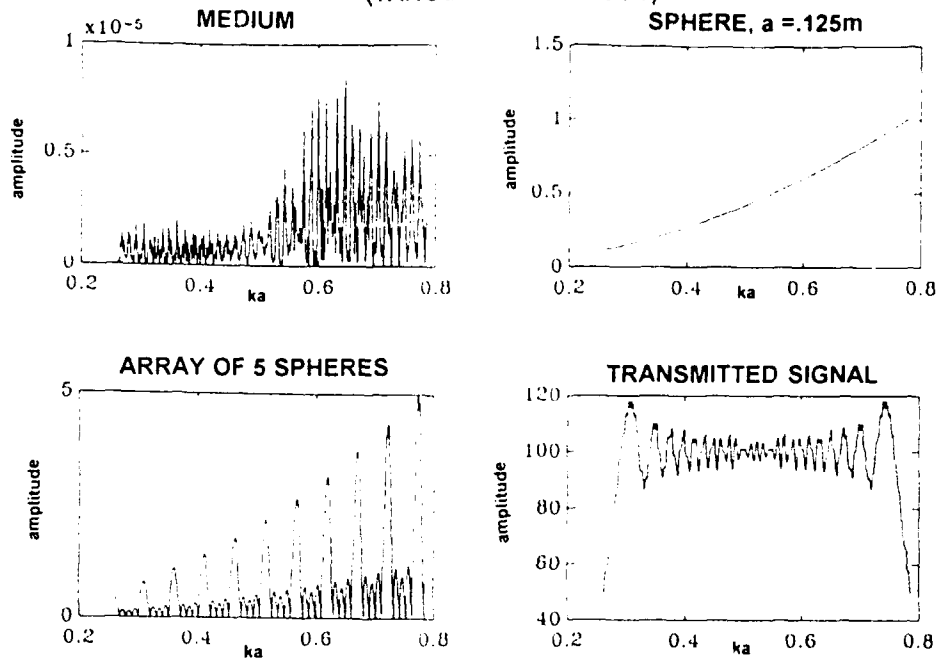 MEDIUM
x10-5
1
0.5
0
amplitude
0.2
0.4
0.6
0.8
ka
SPHERE, a =.125m
1.5
1
0.5
0
amplitude
0.2
0.4
0.6
0.8
ka
ARRAY OF 5 SPHERES
5
0
amplitude
0.2
0.4
0.6
0.8
ka
TRANSMITTED SIGNAL
120
100
80
60
40
amplitude
0.2
0.4
0.6
0.8
ka